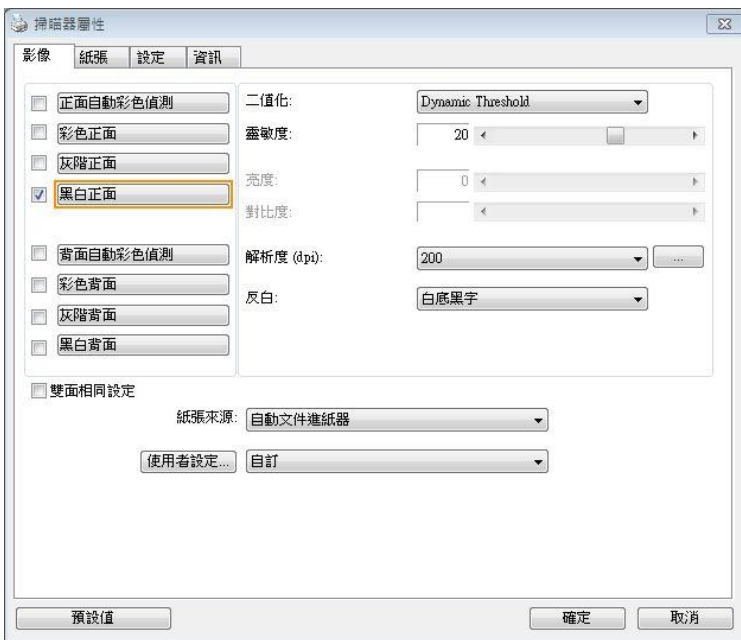 掃瞄器屬性
影像 紙張 設定 資訊
正面自動彩色偵測
彩色正面
灰階正面
黑白正面
背面自動彩色偵測
彩色背面
灰階背面
黑白背面
二值化: Dynamic Threshold
靈敏度: 20
亮度: 0
對比度:
解析度 (dpi): 200 ...
反白: 白底黑字
雙面相同設定
紙張來源: 自動文件進紙器
使用者設定... 自訂
預設值 確定 取消